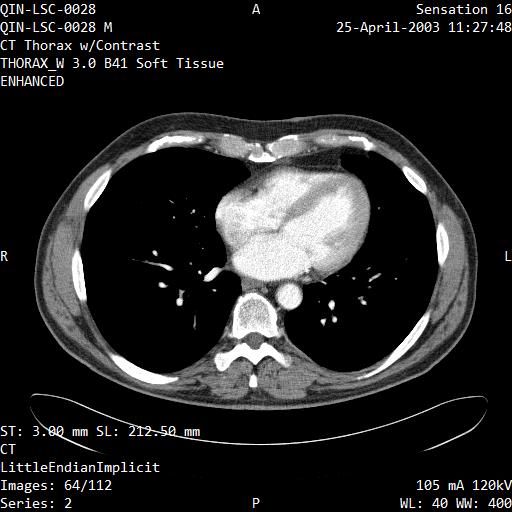 QIN-LSC-0028
A
Sensation 16
QIN-LSC-0028 M
25-April-2003 11:27:48
CT Thorax w/Contrast
THORAX_W 3.0 B41 Soft Tissue
ENHANCED
R
L
ST: 3.00 mm SL: 212.50 mm
CT
LittleEndianImplicit
Images: 64/112
105 mA 120kV
Series: 2
P
WL: 40 WW: 400